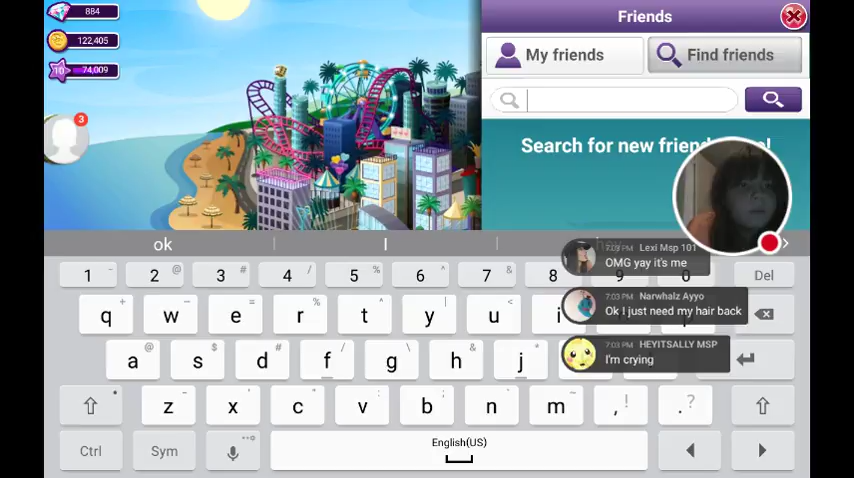 884
122,405
10 74,009
3
Friends
My friends
Find friends
Search for new friends
ok
I
7:03 PM Lexi Msp 101
OMG yay it's me
7:03 PM Narwhalz Ayyo
Ok I just need my hair back
7:03 PM HEYITSALLY MSP
I'm crying
1 2 @ 3 # 4 / 5 % 6 ^ 7 & 8 9 0 Del
q + w e = r % t y | u < i p
a @ s $ d # f / g h & j *
z x c v b n m , ! . ?
Ctrl Sym English(US)